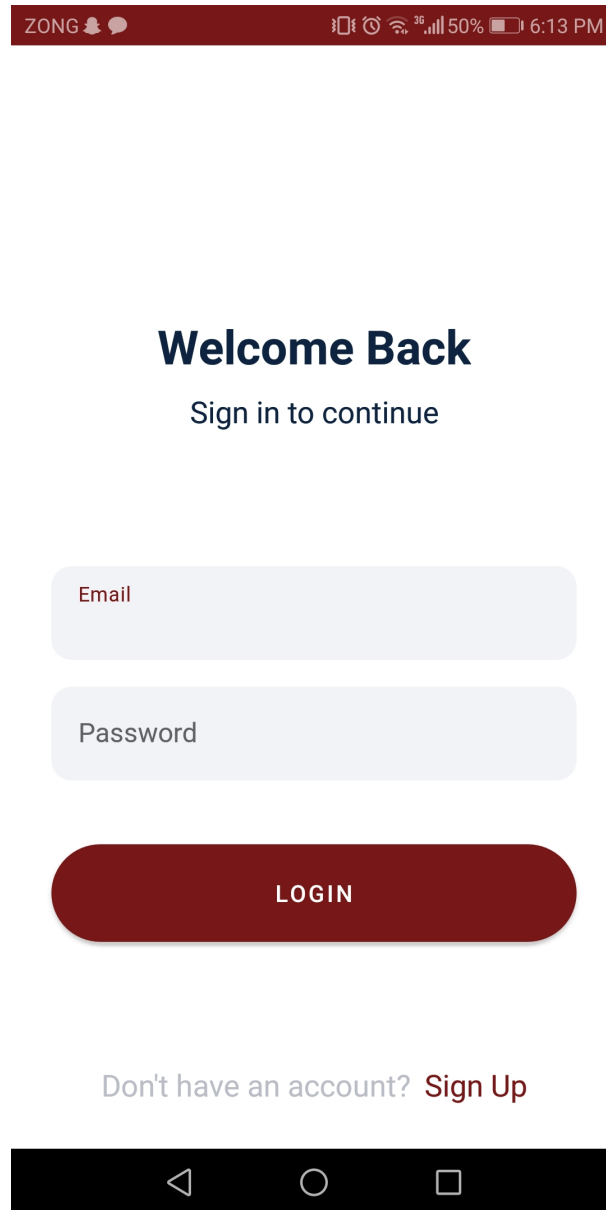 ZONG 3G 50% 6:13 PM
Welcome Back
Sign in to continue
Email
Password
LOGIN
Don't have an account? Sign Up